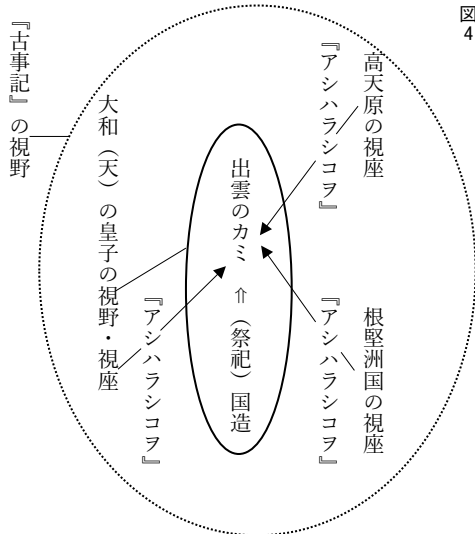 図4
高天原の視座
『アシハラシコヲ』
根堅洲国の視座
『アシハラシコヲ』
出雲のカミ ⇑ (祭祀) 国造
『アシハラシコヲ』
大和(天)の皇子の視野・視座
『古事記』の視野